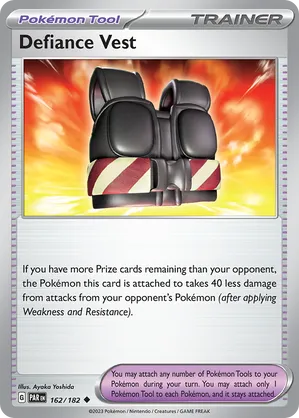 Pokémon Tool TRAINER
Defiance Vest
If you have more Prize cards remaining than your opponent,
the Pokémon this card is attached to takes 40 less damage
from attacks from your opponent's Pokémon (after applying
Weakness and Resistance).
Illus. Ayaka Yoshida
G PAR EN 162/182
You may attach any number of Pokémon Tools to your
Pokémon during your turn. You may attach only 1
Pokémon Tool to each Pokémon, and it stays attached.
©2023 Pokémon / Nintendo / Creatures / GAME FREAK